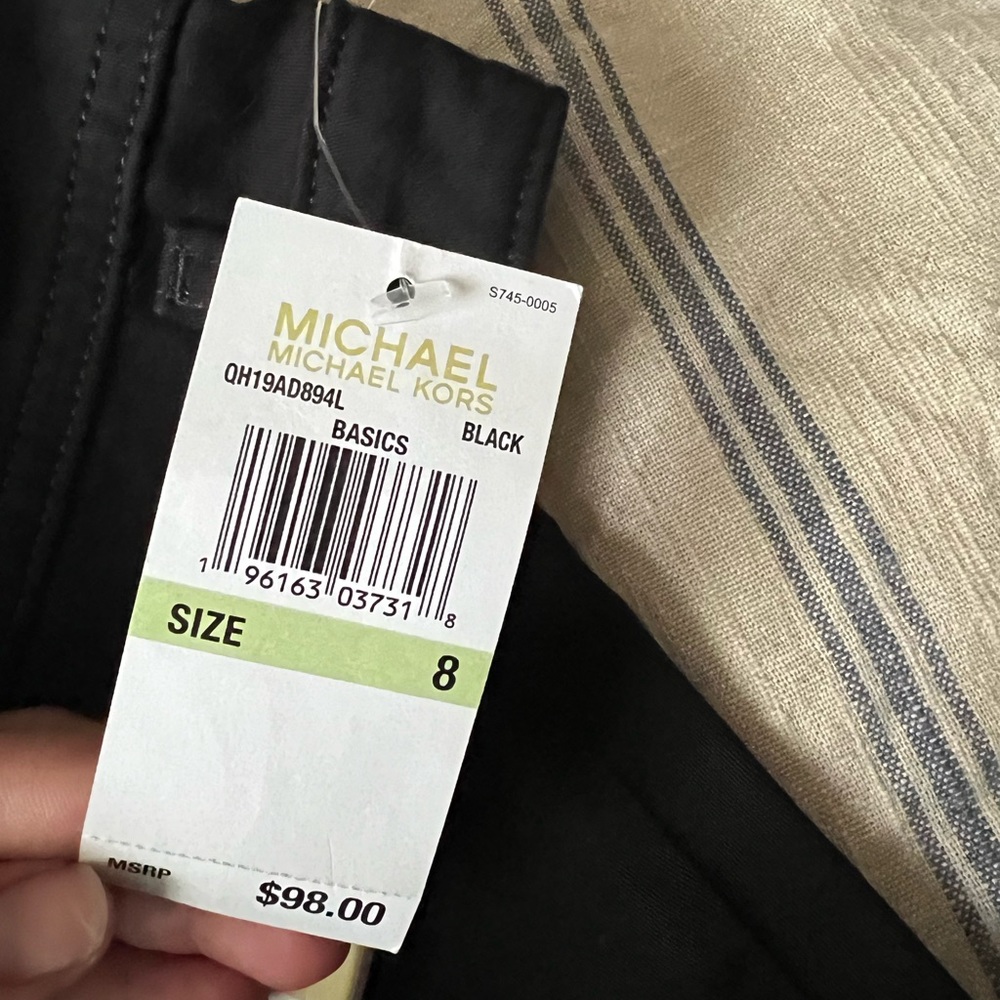 S745-0005
MICHAEL
MICHAEL KORS
QH19AD894L
BASICS BLACK
1 96163 03731 8
SIZE 8
MSRP $98.00